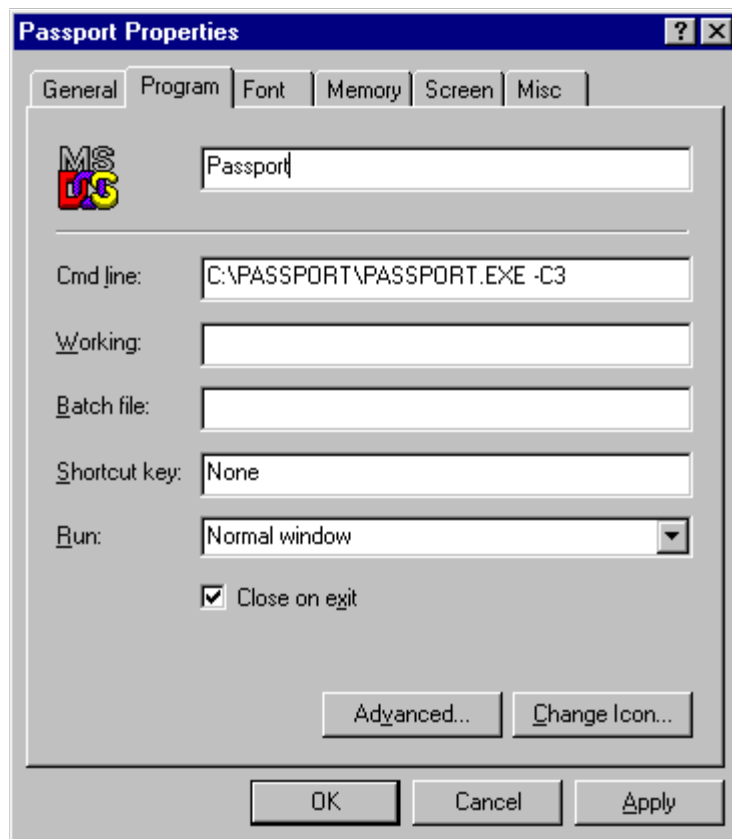 Passport Properties
General Program Font Memory Screen Misc
MS
DOS
Passport
Cmd line: C:\PASSPORT\PASSPORT.EXE -C3
Working:
Batch file:
Shortcut key: None
Run: Normal window
Close on exit
Advanced... Change Icon...
OK Cancel Apply